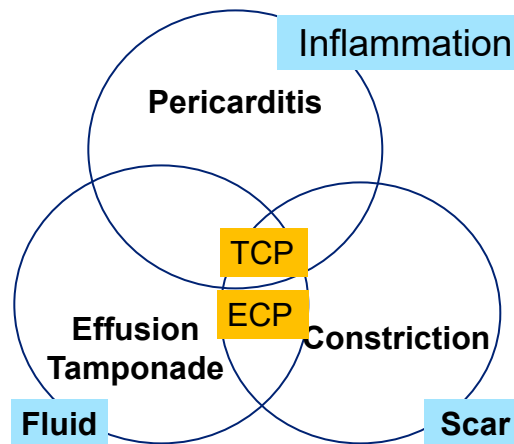 Inflammation
Pericarditis
TCP
ECP
Effusion
Tamponade
Constriction
Fluid
Scar